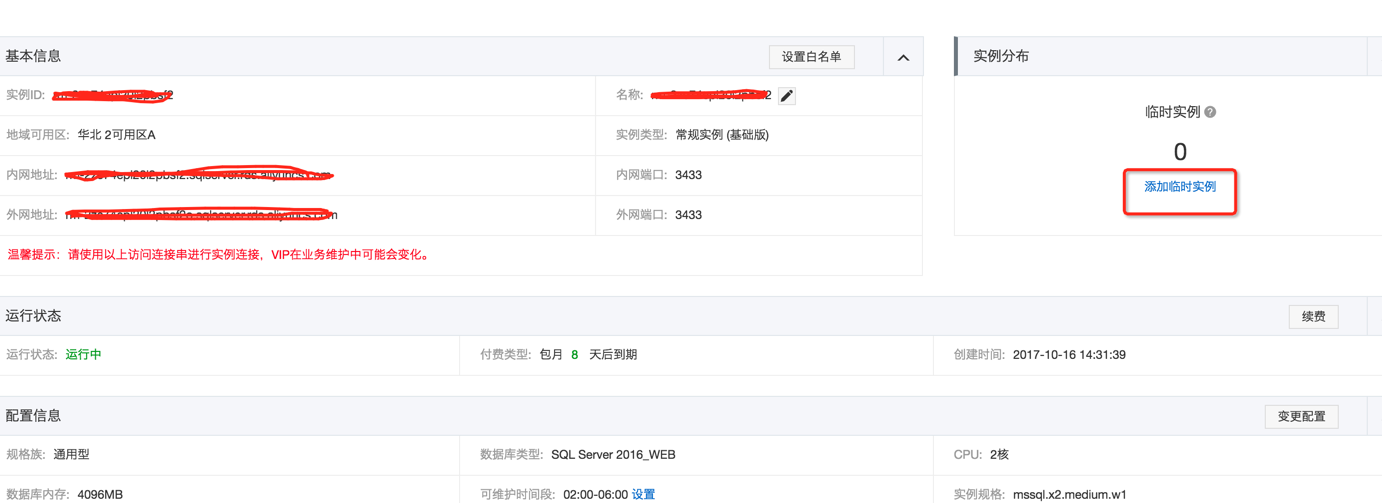 基本信息
设置白名单
实例ID:
名称:
地域可用区: 华北 2可用区A
实例类型: 常规实例 (基础版)
内网地址:
内网端口: 3433
外网地址:
外网端口: 3433
温馨提示: 请使用以上访问连接串进行实例连接, VIP在业务维护中可能会变化。
实例分布
临时实例 ?
0
添加临时实例
运行状态
续费
运行状态: 运行中
付费类型: 包月 8 天后到期
创建时间: 2017-10-16 14:31:39
配置信息
变更配置
规格族: 通用型
数据库类型: SQL Server 2016_WEB
CPU: 2核
数据库内存: 4096MB
可维护时间段: 02:00-06:00 设置
实例规格: mssql.x2.medium.w1